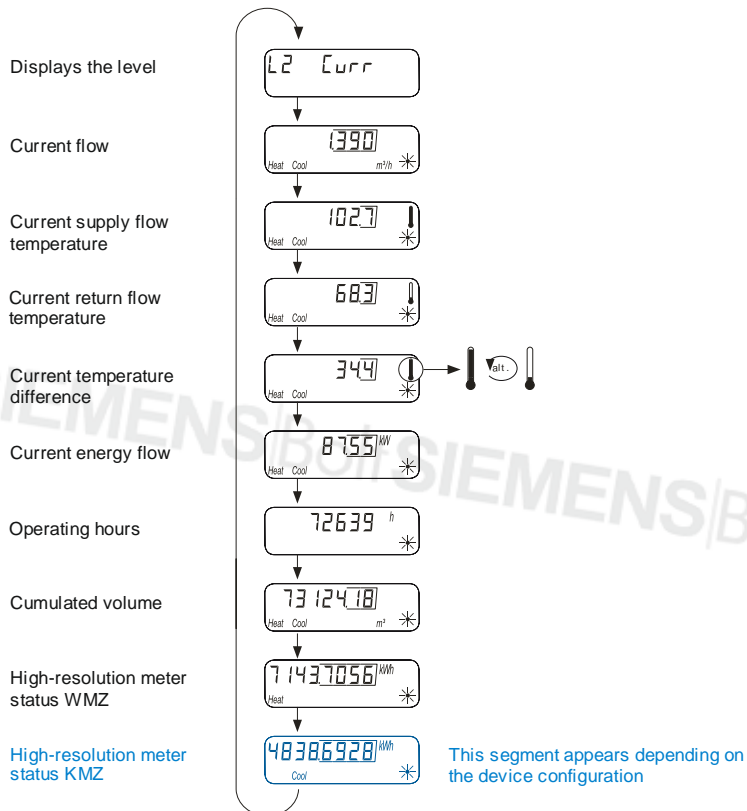 Displays the level
L2 Curr
Current flow
1.390
Heat Cool m³/h
Current supply flow
temperature
102.7
Heat Cool
Current return flow
temperature
68.3
Heat Cool
Current temperature
difference
34.4
Heat Cool
alt.
Current energy flow
87.55 kW
Heat Cool
Operating hours
72639 h
Cumulated volume
73124.18
Heat Cool m³
High-resolution meter
status WMZ
7143.7056 kWh
Heat
High-resolution meter
status KMZ
4838.6928 kWh
Cool
This segment appears depending on
the device configuration
IEMENS|Bolt SIEMENS|B